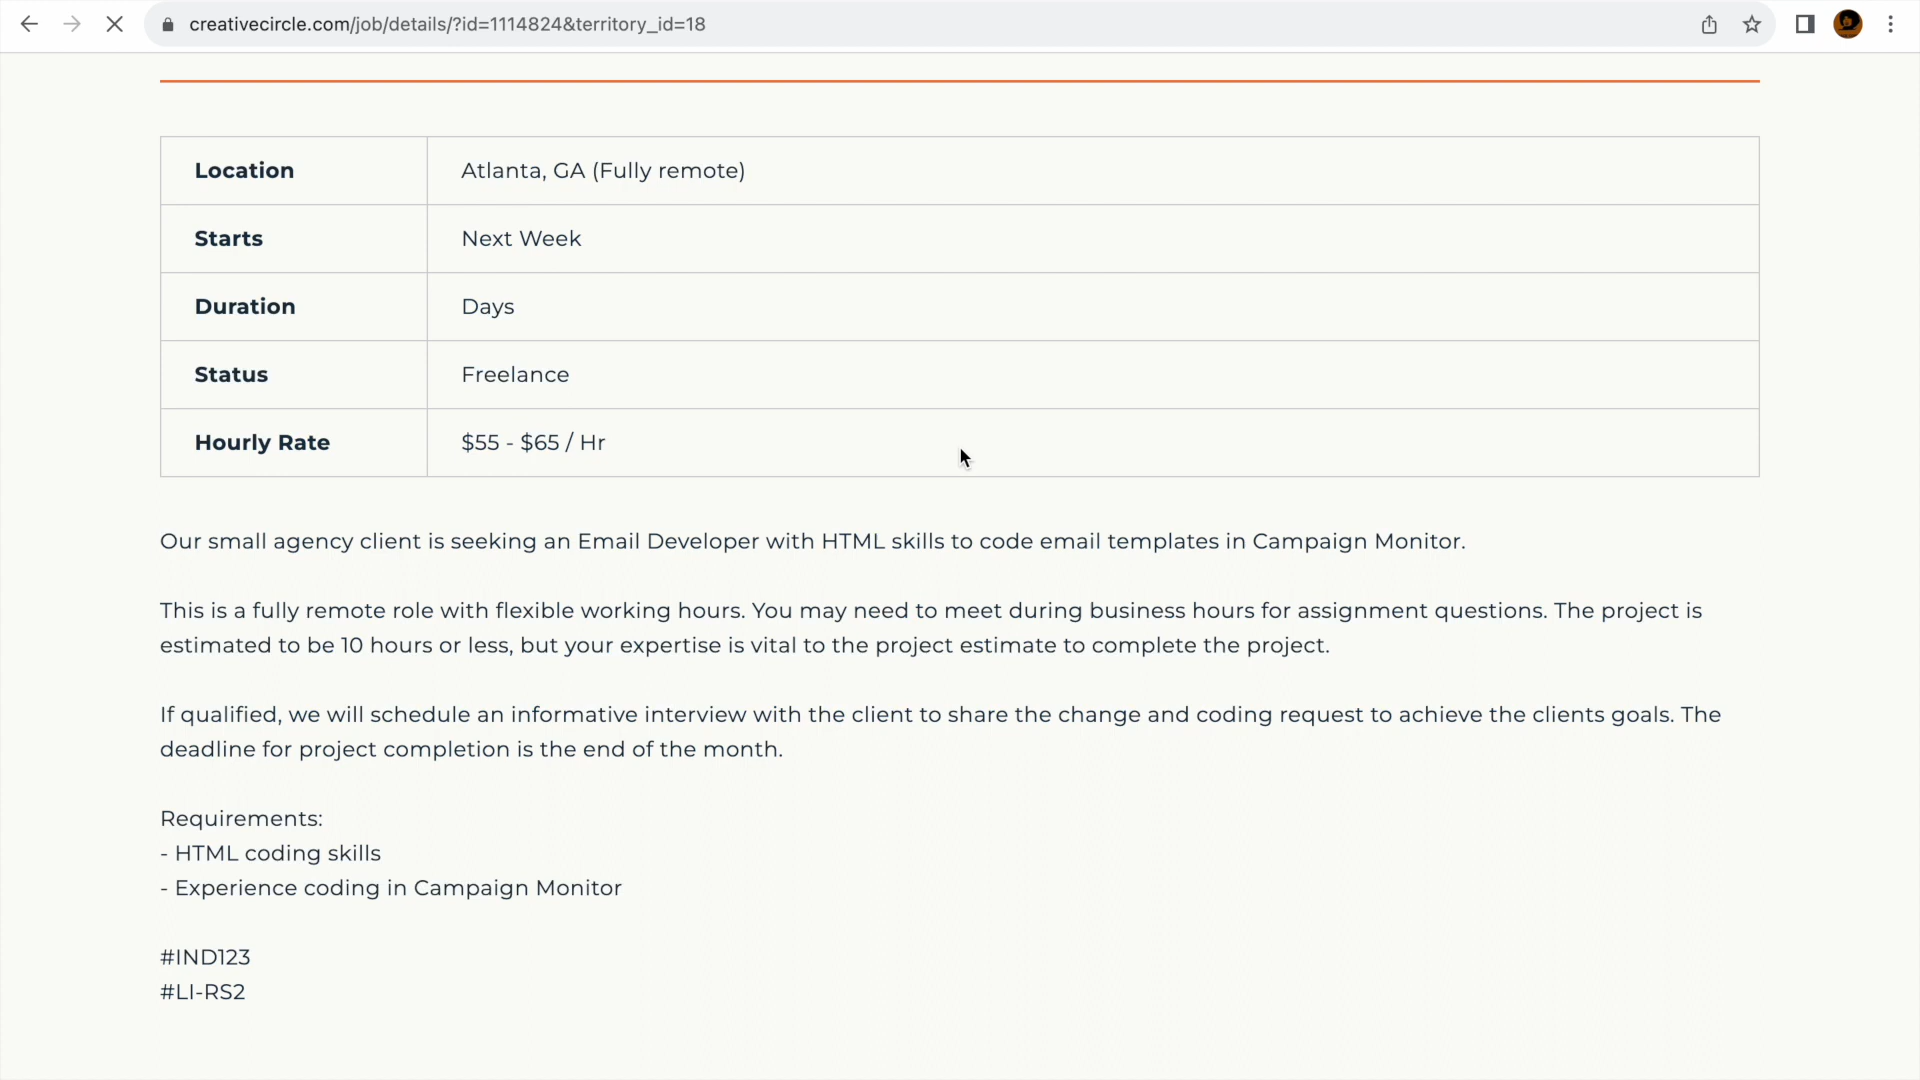 creativecircle.com/job/details/?id=1114824&territory_id=18
Location Atlanta, GA (Fully remote)
Starts Next Week
Duration Days
Status Freelance
Hourly Rate $55 - $65 / Hr
Our small agency client is seeking an Email Developer with HTML skills to code email templates in Campaign Monitor.
This is a fully remote role with flexible working hours. You may need to meet during business hours for assignment questions. The project is
estimated to be 10 hours or less, but your expertise is vital to the project estimate to complete the project.
If qualified, we will schedule an informative interview with the client to share the change and coding request to achieve the clients goals. The
deadline for project completion is the end of the month.
Requirements:
- HTML coding skills
- Experience coding in Campaign Monitor
#IND123
#LI-RS2